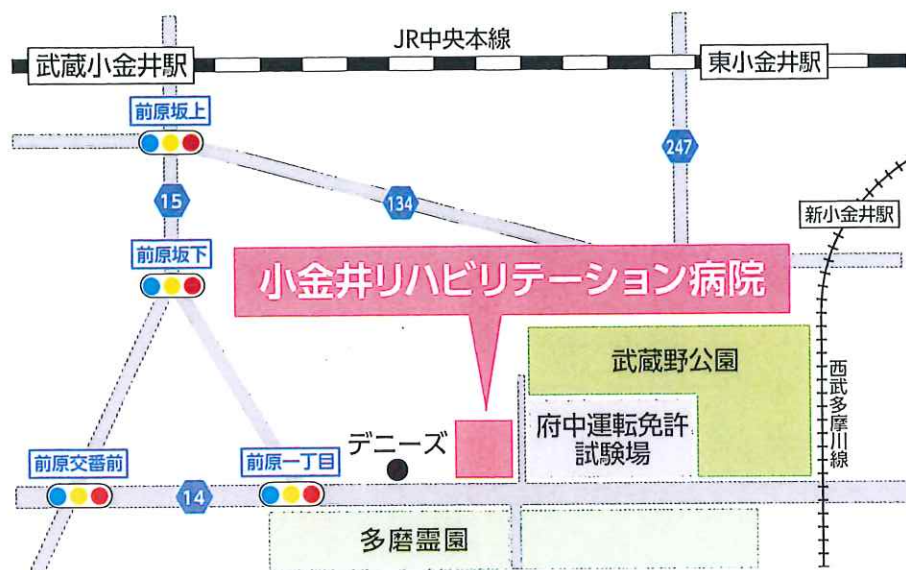 JR中央本線
武蔵小金井駅
東小金井駅
前原坂上
247
15
134
新小金井駅
前原坂下
小金井リハビリテーション病院
武蔵野公園
西武多摩川線
府中運転免許
試験場
デニーズ
前原交番前
前原一丁目
14
多磨霊園